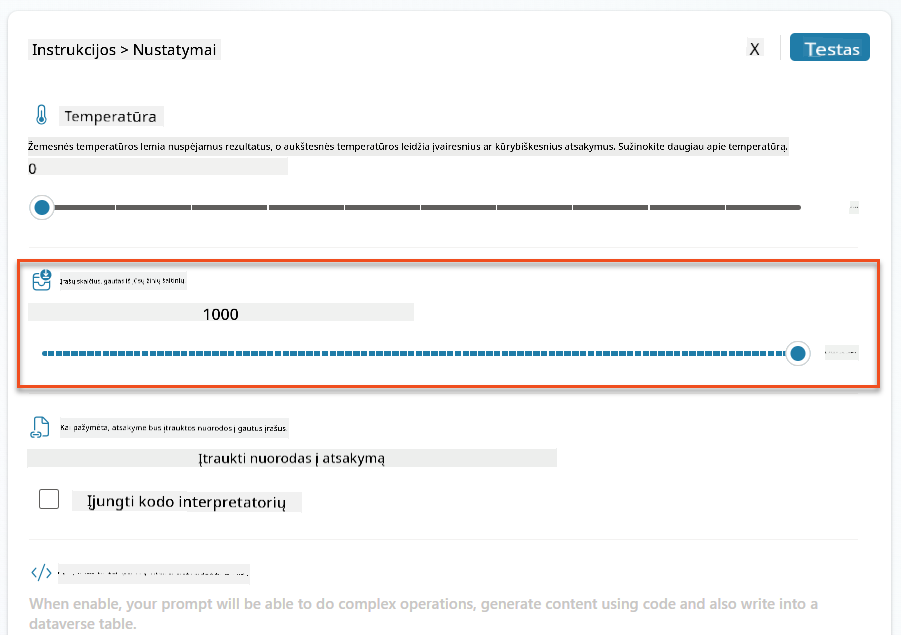 Instrukcijos > Nustatymai
X
Testas
Temperatūra
Žemesnės temperatūros lemia nuspėjamus rezultatus, o aukštesnės temperatūros leidžia įvairesnius ar kūrybiškesnius atsakymus. Sužinokite daugiau apie temperatūrą.
0
Įrašų skaičius, gautas iš Jūsų žinių šaltinių
1000
Kai pažymėta, atsakyme bus įtrauktos nuorodos į gautus įrašus.
Įtraukti nuorodas į atsakymą
Įjungti kodo interpretatorių
When enable, your prompt will be able to do complex operations, generate content using code and also write into a
dataverse table.